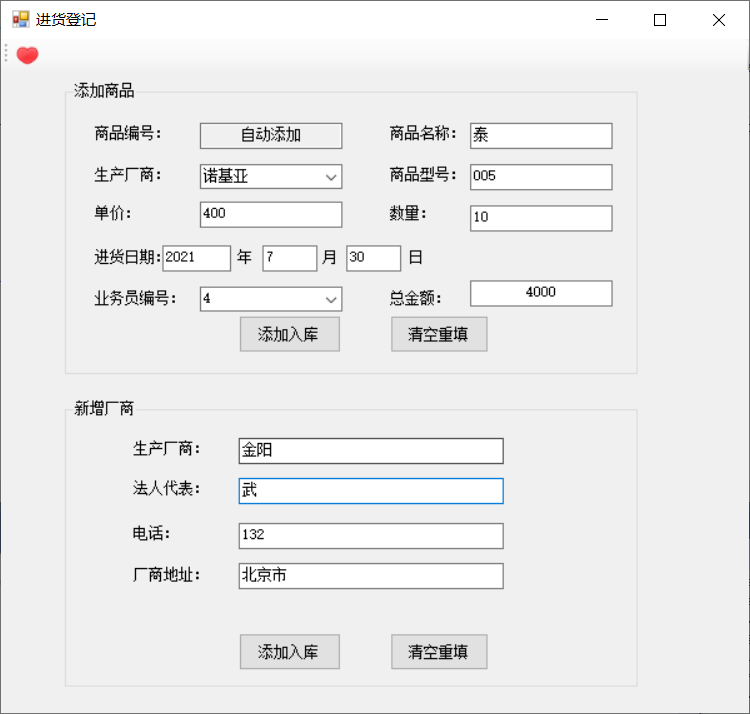 进货登记
添加商品
商品编号： 自动添加 商品名称： 泰
生产厂商： 诺基亚 商品型号： 005
单价： 400 数量： 10
进货日期: 2021 年 7 月 30 日
业务员编号： 4 总金额： 4000
添加入库 清空重填
新增厂商
生产厂商： 金阳
法人代表： 武
电话： 132
厂商地址： 北京市
添加入库 清空重填